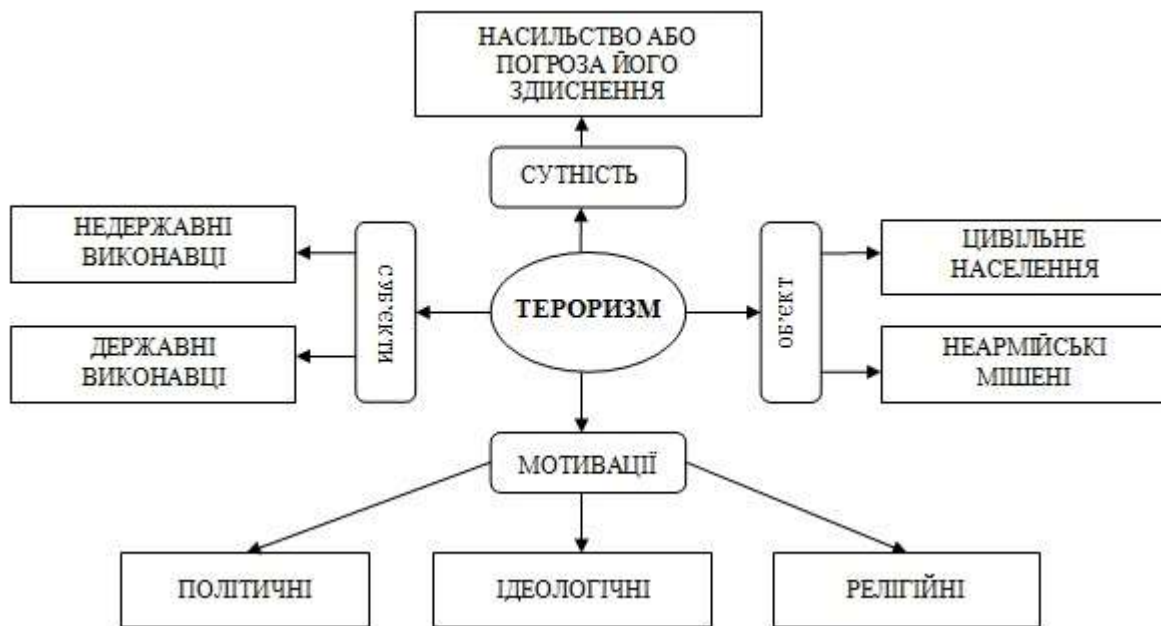 НАСИЛЬСТВО АБО
ПОГРОЗА ЙОГО
ЗДІЙСНЕННЯ
СУТНІСТЬ
НЕДЕРЖАВНІ
ВИКОНАВЦІ
СУБ'ЄКТИ
ДЕРЖАВНІ
ВИКОНАВЦІ
ТЕРОРИЗМ
ОБ'ЄКТ
ЦИВІЛЬНЕ
НАСЕЛЕННЯ
НЕАРМІЙСЬКІ
МІШЕНІ
МОТИВАЦІЇ
ПОЛІТИЧНІ
ІДЕОЛОГІЧНІ
РЕЛІГІЙНІ